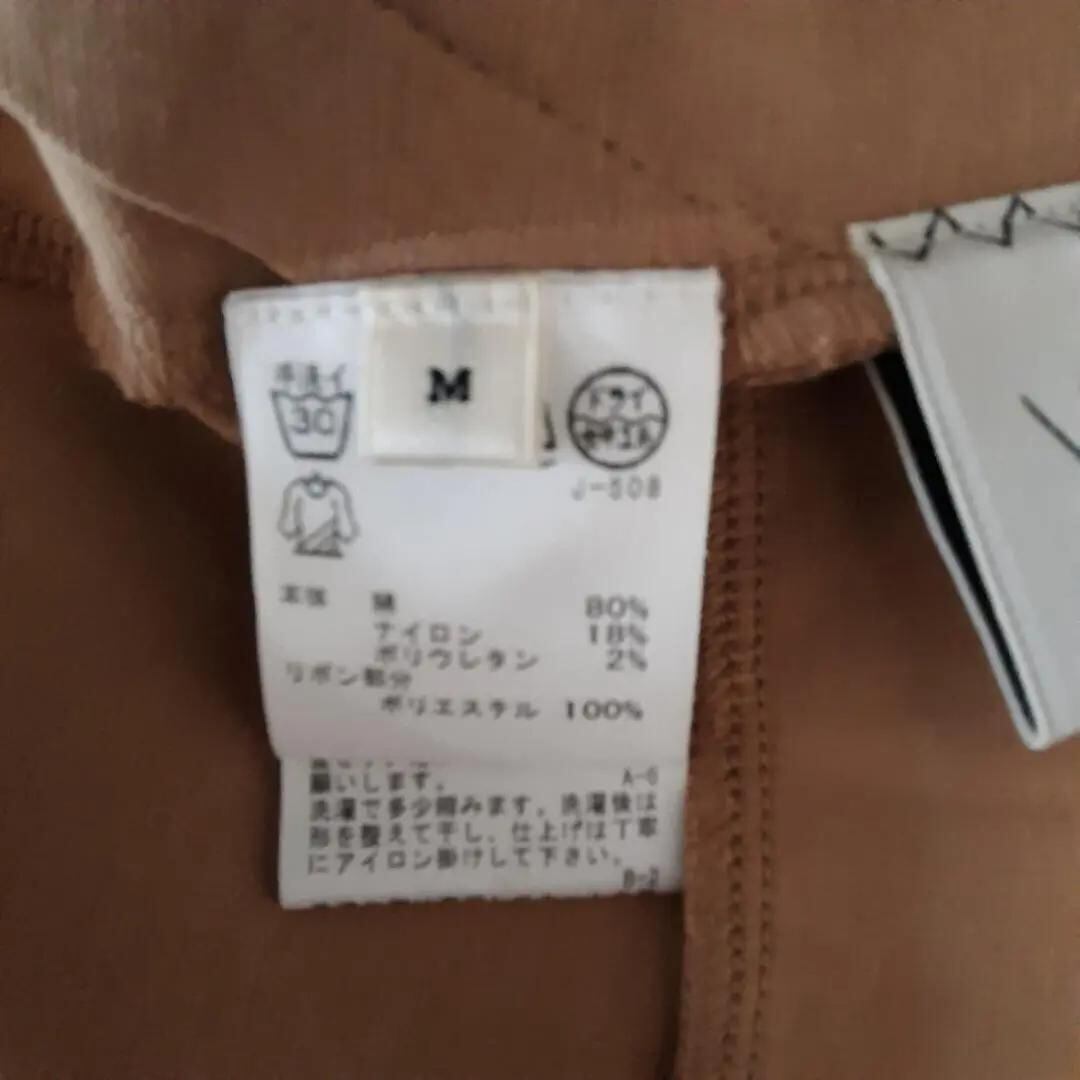 手洗イ
30
M
ドライ
セキユ系
J-508
本体 綿 80%
ナイロン 18%
ポリウレタン 2%
リボン部分
ポリエステル 100%
願いします。
A-6
洗濯で多少縮みます。洗濯後は
形を整えて干し、仕上げは丁寧
にアイロン掛けして下さい。
B-2